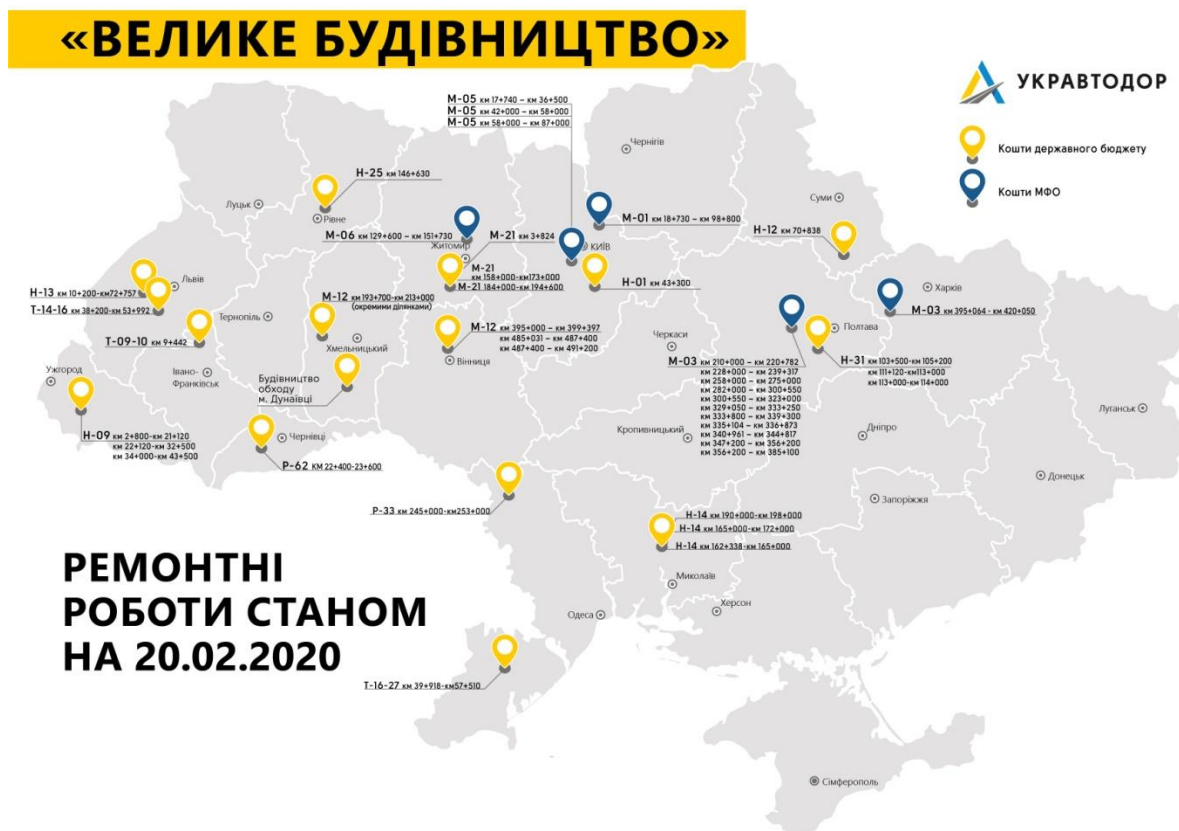 «ВЕЛИКЕ БУДІВНИЦТВО»
УКРАВТОДОР
Кошти державного бюджету
Кошти МФО
М-05 км 17+740 – км 36+500
М-05 км 42+000 – км 58+000
М-05 км 58+000 – км 87+000
Чернігів
Н-25 км 146+630
Луцьк
Рівне
Суми
М-01 км 18+730 – км 98+800
М-06 км 129+600 – км 151+730
Житомир
М-21 км 3+824
КИЇВ
Н-12 км 70+838
М-21
км 158+000-км173+000
М-21 184+000-км 194+600
Н-01 км 43+300
Львів
Н-13 км 10+200-км72+757
Т-14-16 км 38+200-км 53+992
Харків
М-03 км 395+064 - км 420+050
М-12 км 193+700-км 213+000
(окремими ділянками)
Тернопіль
Хмельницький
М-12 км 395+000 – км 399+397
км 485+031 – км 487+400
км 487+400 – км 491+200
Вінниця
Черкаси
Полтава
Т-09-10 км 9+442
М-03 км 210+000 – км 220+782
км 228+000 – км 239+317
км 258+000 – км 275+000
км 282+000 – км 300+550
км 300+550 – км 323+000
км 329+050 – км 333+250
км 333+800 – км 339+300
км 335+104 – км 336+873
км 340+961 – км 344+817
км 347+200 – км 356+200
км 356+200 – км 385+100
Н-31 км 103+500-км 105+200
км 111+120-км113+000
км 113+000-км 114+000
Ужгород
Івано-
Франківськ
Будівництво
обходу
м. Дунаївці
Луганськ
Н-09 км 2+800-км 21+120
км 22+120-км 32+500
км 34+000-км 43+500
Чернівці
Р-62 КМ 22+400-23+600
Кропивницький
Дніпро
Донецьк
Запоріжжя
Р-33 км 245+000-км253+000
Н-14 км 190+000-км 198+000
Н-14 км 165+000-км 172+000
Н-14 км 162+338-км 165+000
РЕМОНТНІ
РОБОТИ СТАНОМ
НА 20.02.2020
Миколаїв
Херсон
Одеса
Т-16-27 км 39+918-км57+510
Сімферополь